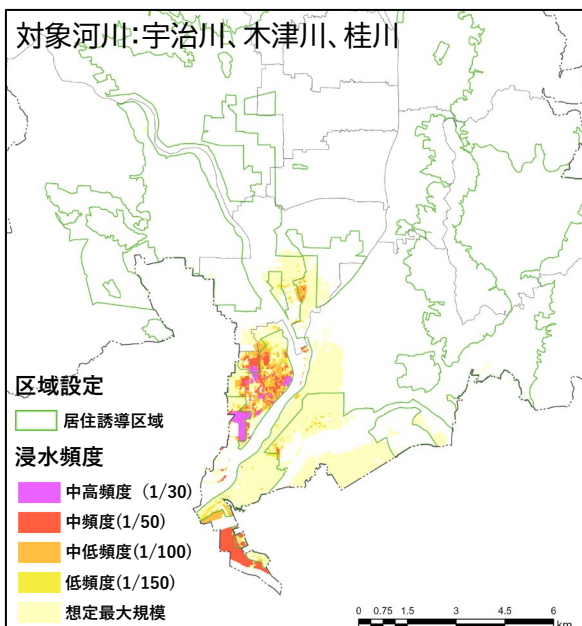 対象河川:宇治川、木津川、桂川
区域設定
居住誘導区域
浸水頻度
中高頻度（1/30）
中頻度(1/50)
中低頻度(1/100)
低頻度(1/150)
想定最大規模
0 0.75 1.5 3 4.5 6
km